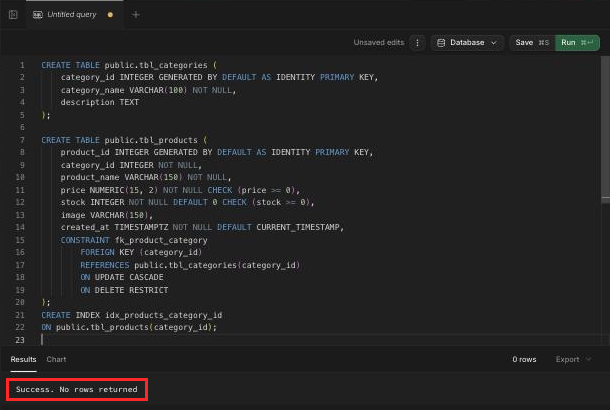 Untitled query
Unsaved edits
Database
Save ⌘S
Run ⌘↵
1 CREATE TABLE public.tbl_categories (
2 category_id INTEGER GENERATED BY DEFAULT AS IDENTITY PRIMARY KEY,
3 category_name VARCHAR(100) NOT NULL,
4 description TEXT
5 );
6
7 CREATE TABLE public.tbl_products (
8 product_id INTEGER GENERATED BY DEFAULT AS IDENTITY PRIMARY KEY,
9 category_id INTEGER NOT NULL,
10 product_name VARCHAR(150) NOT NULL,
11 price NUMERIC(15, 2) NOT NULL CHECK (price >= 0),
12 stock INTEGER NOT NULL DEFAULT 0 CHECK (stock >= 0),
13 image VARCHAR(150),
14 created_at TIMESTAMPTZ NOT NULL DEFAULT CURRENT_TIMESTAMP,
15 CONSTRAINT fk_product_category
16 FOREIGN KEY (category_id)
17 REFERENCES public.tbl_categories(category_id)
18 ON UPDATE CASCADE
19 ON DELETE RESTRICT
20 );
21 CREATE INDEX idx_products_category_id
22 ON public.tbl_products(category_id);
23
Results Chart 0 rows Export
Success. No rows returned